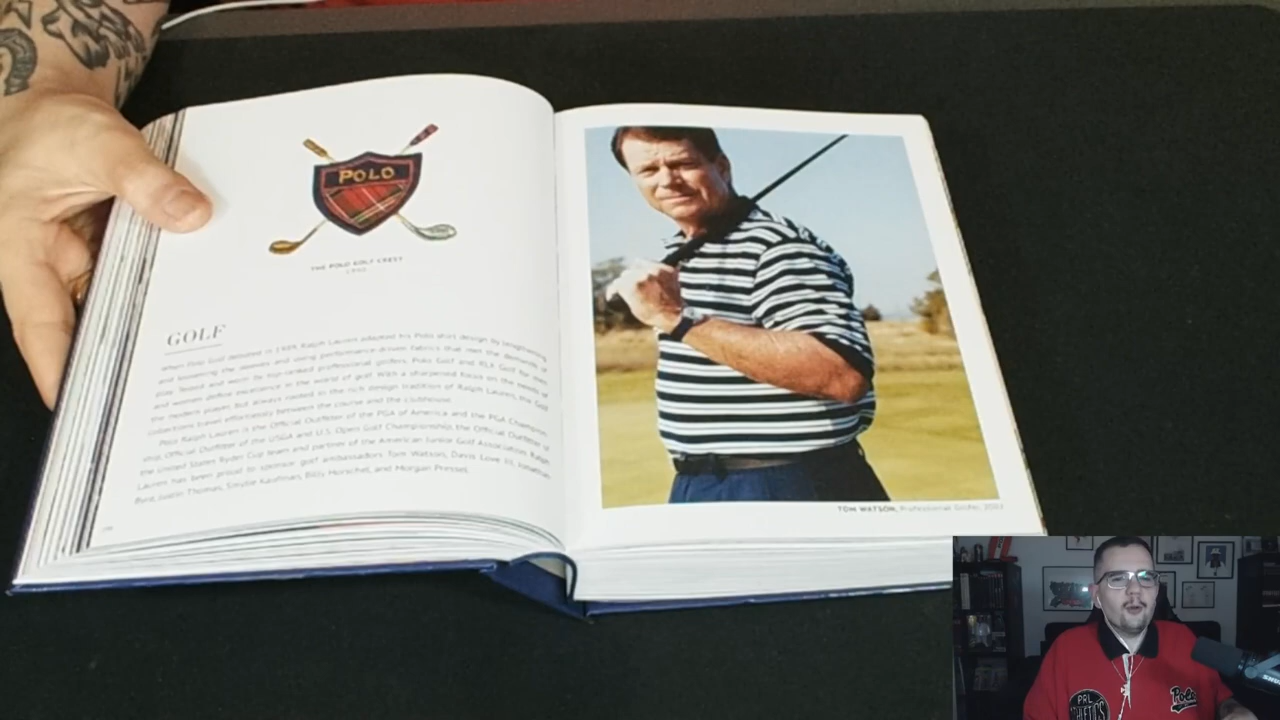 POLO
THE POLO GOLF CREST
1990
GOLF
When Polo Golf debuted in 1989, Ralph Lauren adapted his Polo shirt design by lengthening
and loosening the sleeves and using performance-driven fabrics that met the demands of
play. Tested and worn by top-ranked professional golfers, Polo Golf and RLX Golf for men
and women define excellence in the world of golf. With a sharpened focus on the needs of
the modern player, but always rooted in the rich design tradition of Ralph Lauren, the Golf
collections travel effortlessly between the course and the clubhouse.
Polo Ralph Lauren is the Official Outfitter of the PGA of America and the PGA Champion-
ship, Official Outfitter of the USGA and U.S. Open Golf Championship, the Official Outfitter of
the United States Ryder Cup team and partner of the American Junior Golf Association. Ralph
Lauren has been proud to sponsor golf ambassadors Tom Watson, Davis Love III, Jonathan
Byrd, Justin Thomas, Smylie Kaufman, Billy Horschel, and Morgan Pressel.
TOM WATSON, Professional Golfer, 2002
PRL
ATHLETICS
Polo